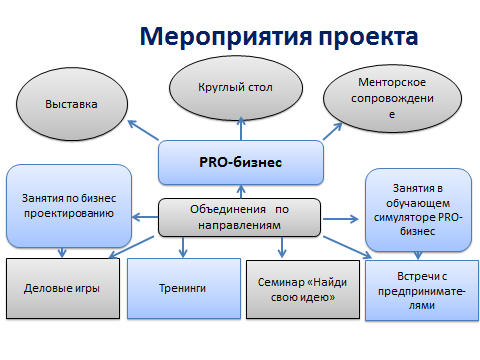 Мероприятия проекта
Выставка
Круглый стол
Менторское
сопровождени
е
PRO-бизнес
Занятия по бизнес
проектированию
Объединения по
направлениям
Занятия в
обучающем
симуляторе PRO-
бизнес
Деловые игры
Тренинги
Семинар «Найди
свою идею»
Встречи с
предпринимате-
лями